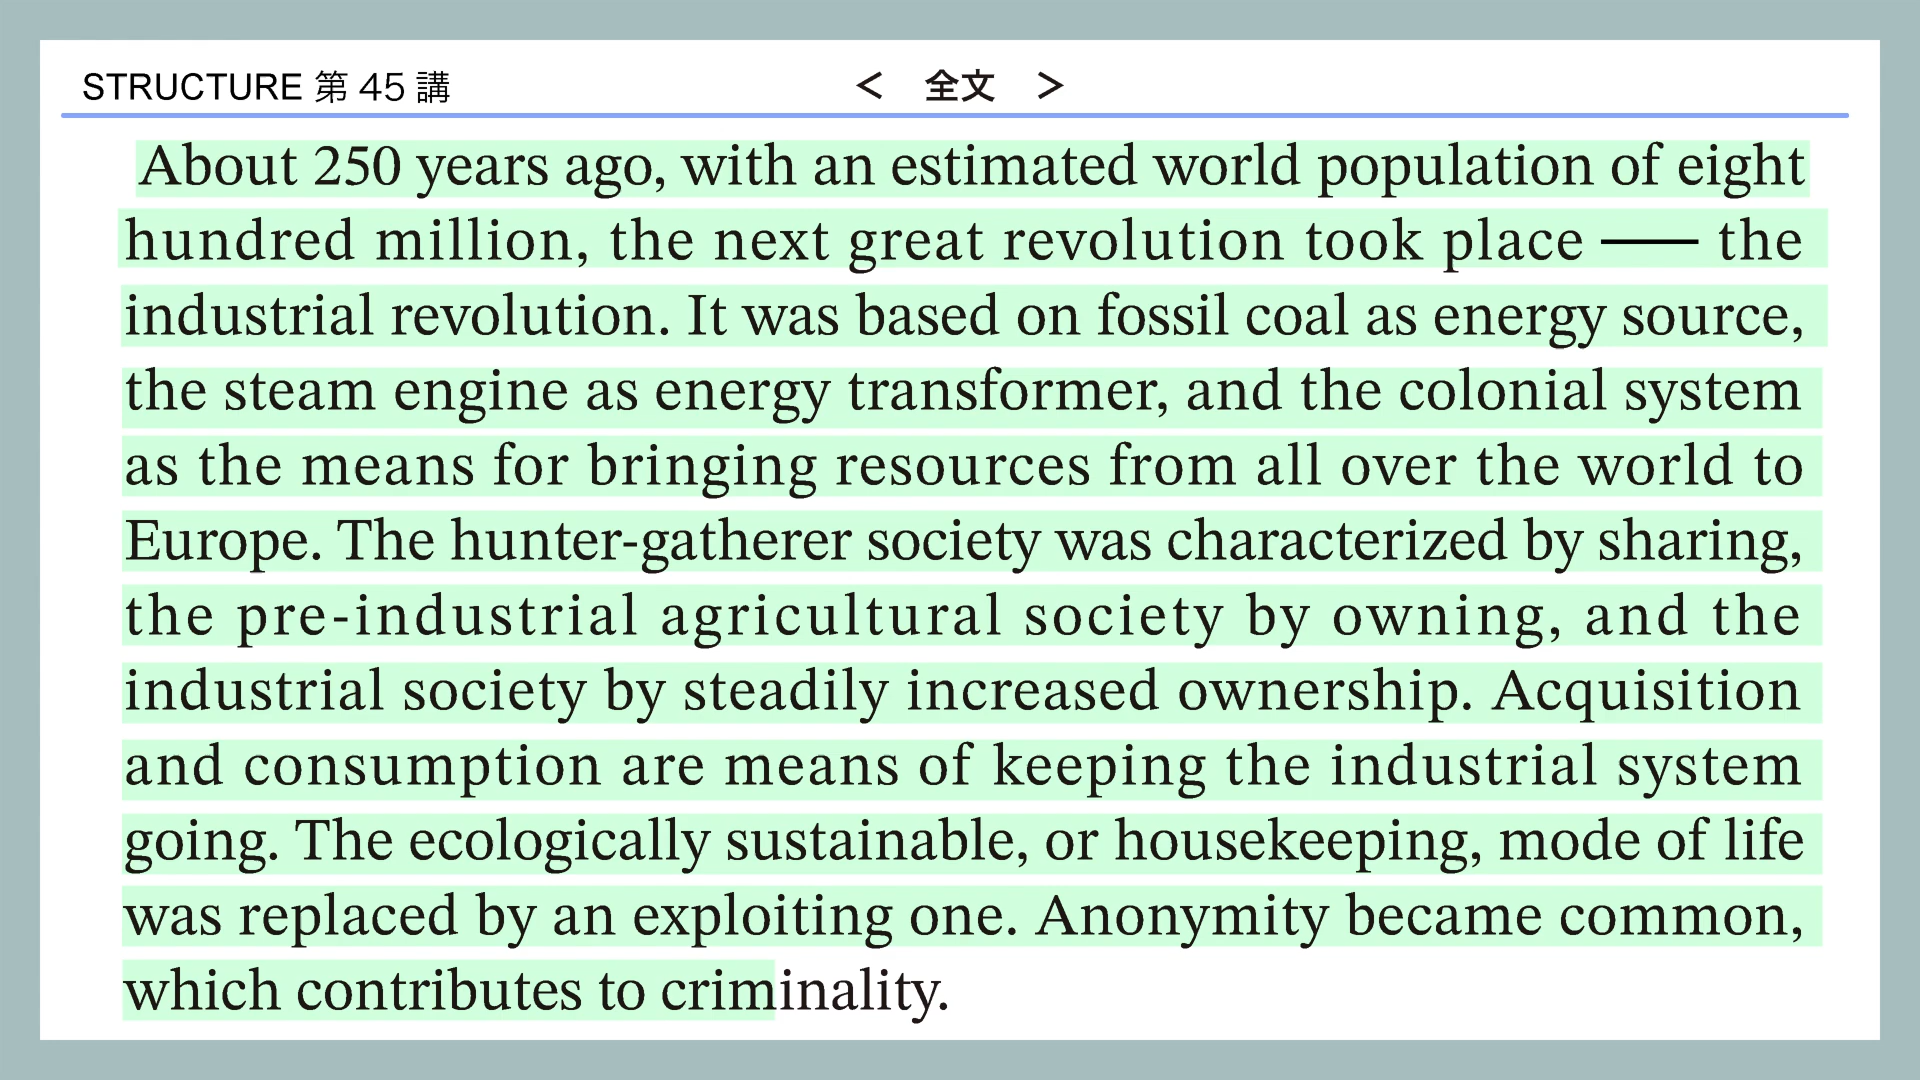 STRUCTURE 第 45 講
< 全文 >
About 250 years ago, with an estimated world population of eight
hundred million, the next great revolution took place —— the
industrial revolution. It was based on fossil coal as energy source,
the steam engine as energy transformer, and the colonial system
as the means for bringing resources from all over the world to
Europe. The hunter-gatherer society was characterized by sharing,
the pre-industrial agricultural society by owning, and the
industrial society by steadily increased ownership. Acquisition
and consumption are means of keeping the industrial system
going. The ecologically sustainable, or housekeeping, mode of life
was replaced by an exploiting one. Anonymity became common,
which contributes to criminality.